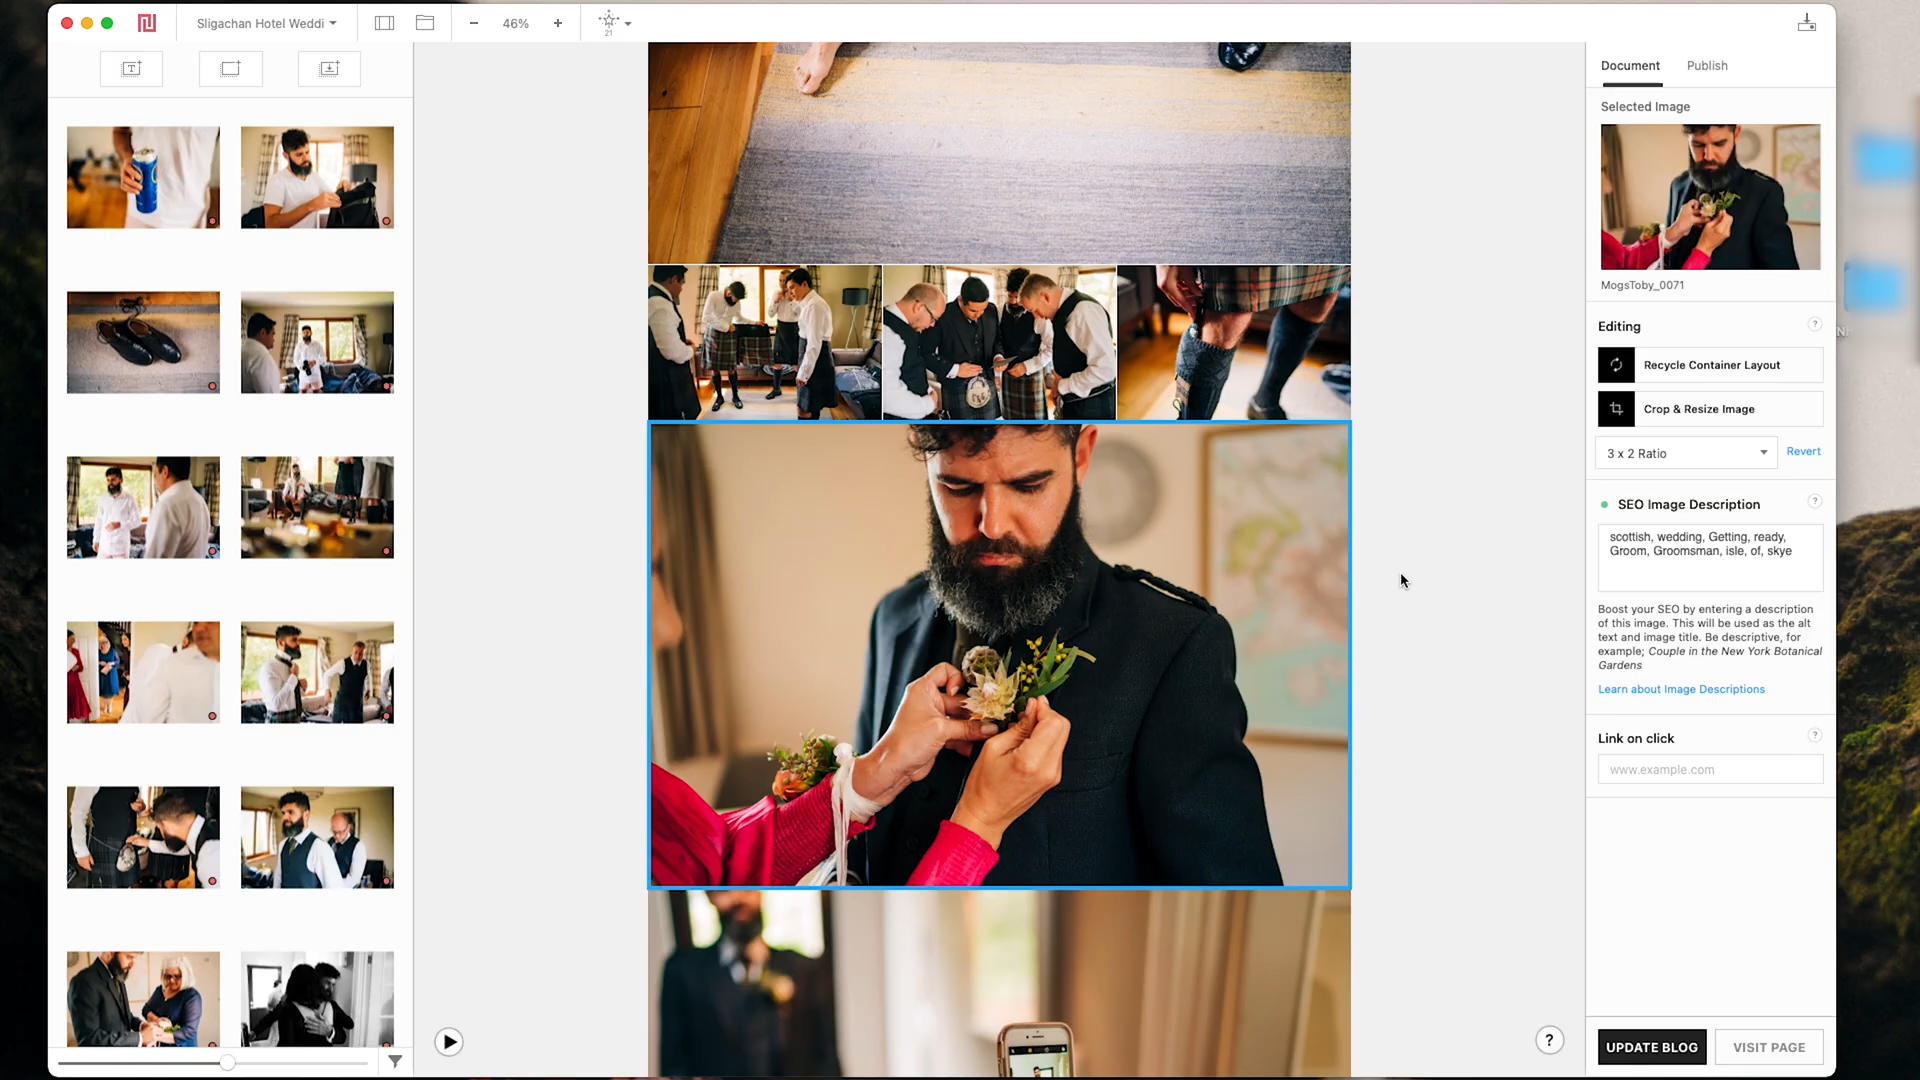 Sligachan Hotel Weddi
46%
21
Document
Publish
Selected Image
MogsToby_0071
Editing
?
Recycle Container Layout
Crop & Resize Image
3 x 2 Ratio
Revert
SEO Image Description
?
scottish, wedding, Getting, ready,
Groom, Groomsman, isle, of, skye
Boost your SEO by entering a description
of this image. This will be used as the alt
text and image title. Be descriptive, for
example; Couple in the New York Botanical
Gardens
Learn about Image Descriptions
Link on click
?
www.example.com
?
UPDATE BLOG
VISIT PAGE